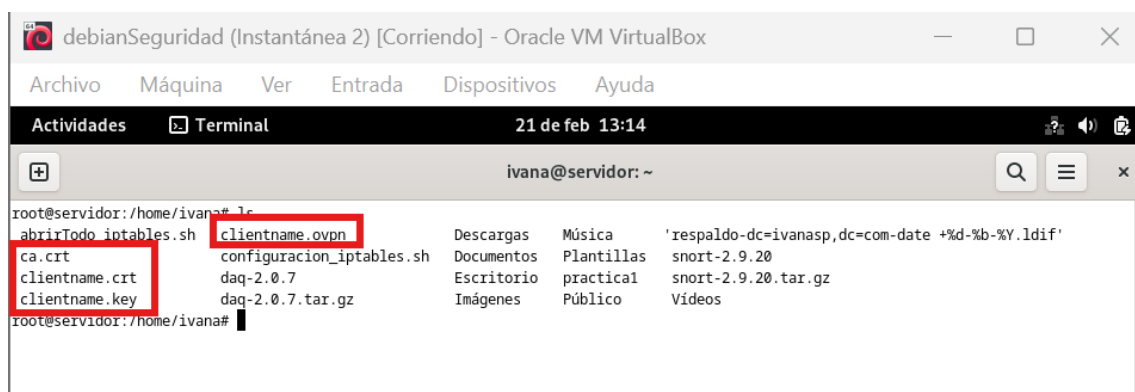 64
debianSeguridad (Instantánea 2) [Corriendo] - Oracle VM VirtualBox
Archivo Máquina Ver Entrada Dispositivos Ayuda
Actividades Terminal 21 de feb 13:14
ivana@servidor: ~
root@servidor:/home/ivana# ls
abrirTodo_iptables.sh clientname.ovpn Descargas Música 'respaldo-dc=ivanasp,dc=com-date +%d-%b-%Y.ldif'
ca.crt configuracion_iptables.sh Documentos Plantillas snort-2.9.20
clientname.crt daq-2.0.7 Escritorio practica1 snort-2.9.20.tar.gz
clientname.key daq-2.0.7.tar.gz Imágenes Público Vídeos
root@servidor:/home/ivana#